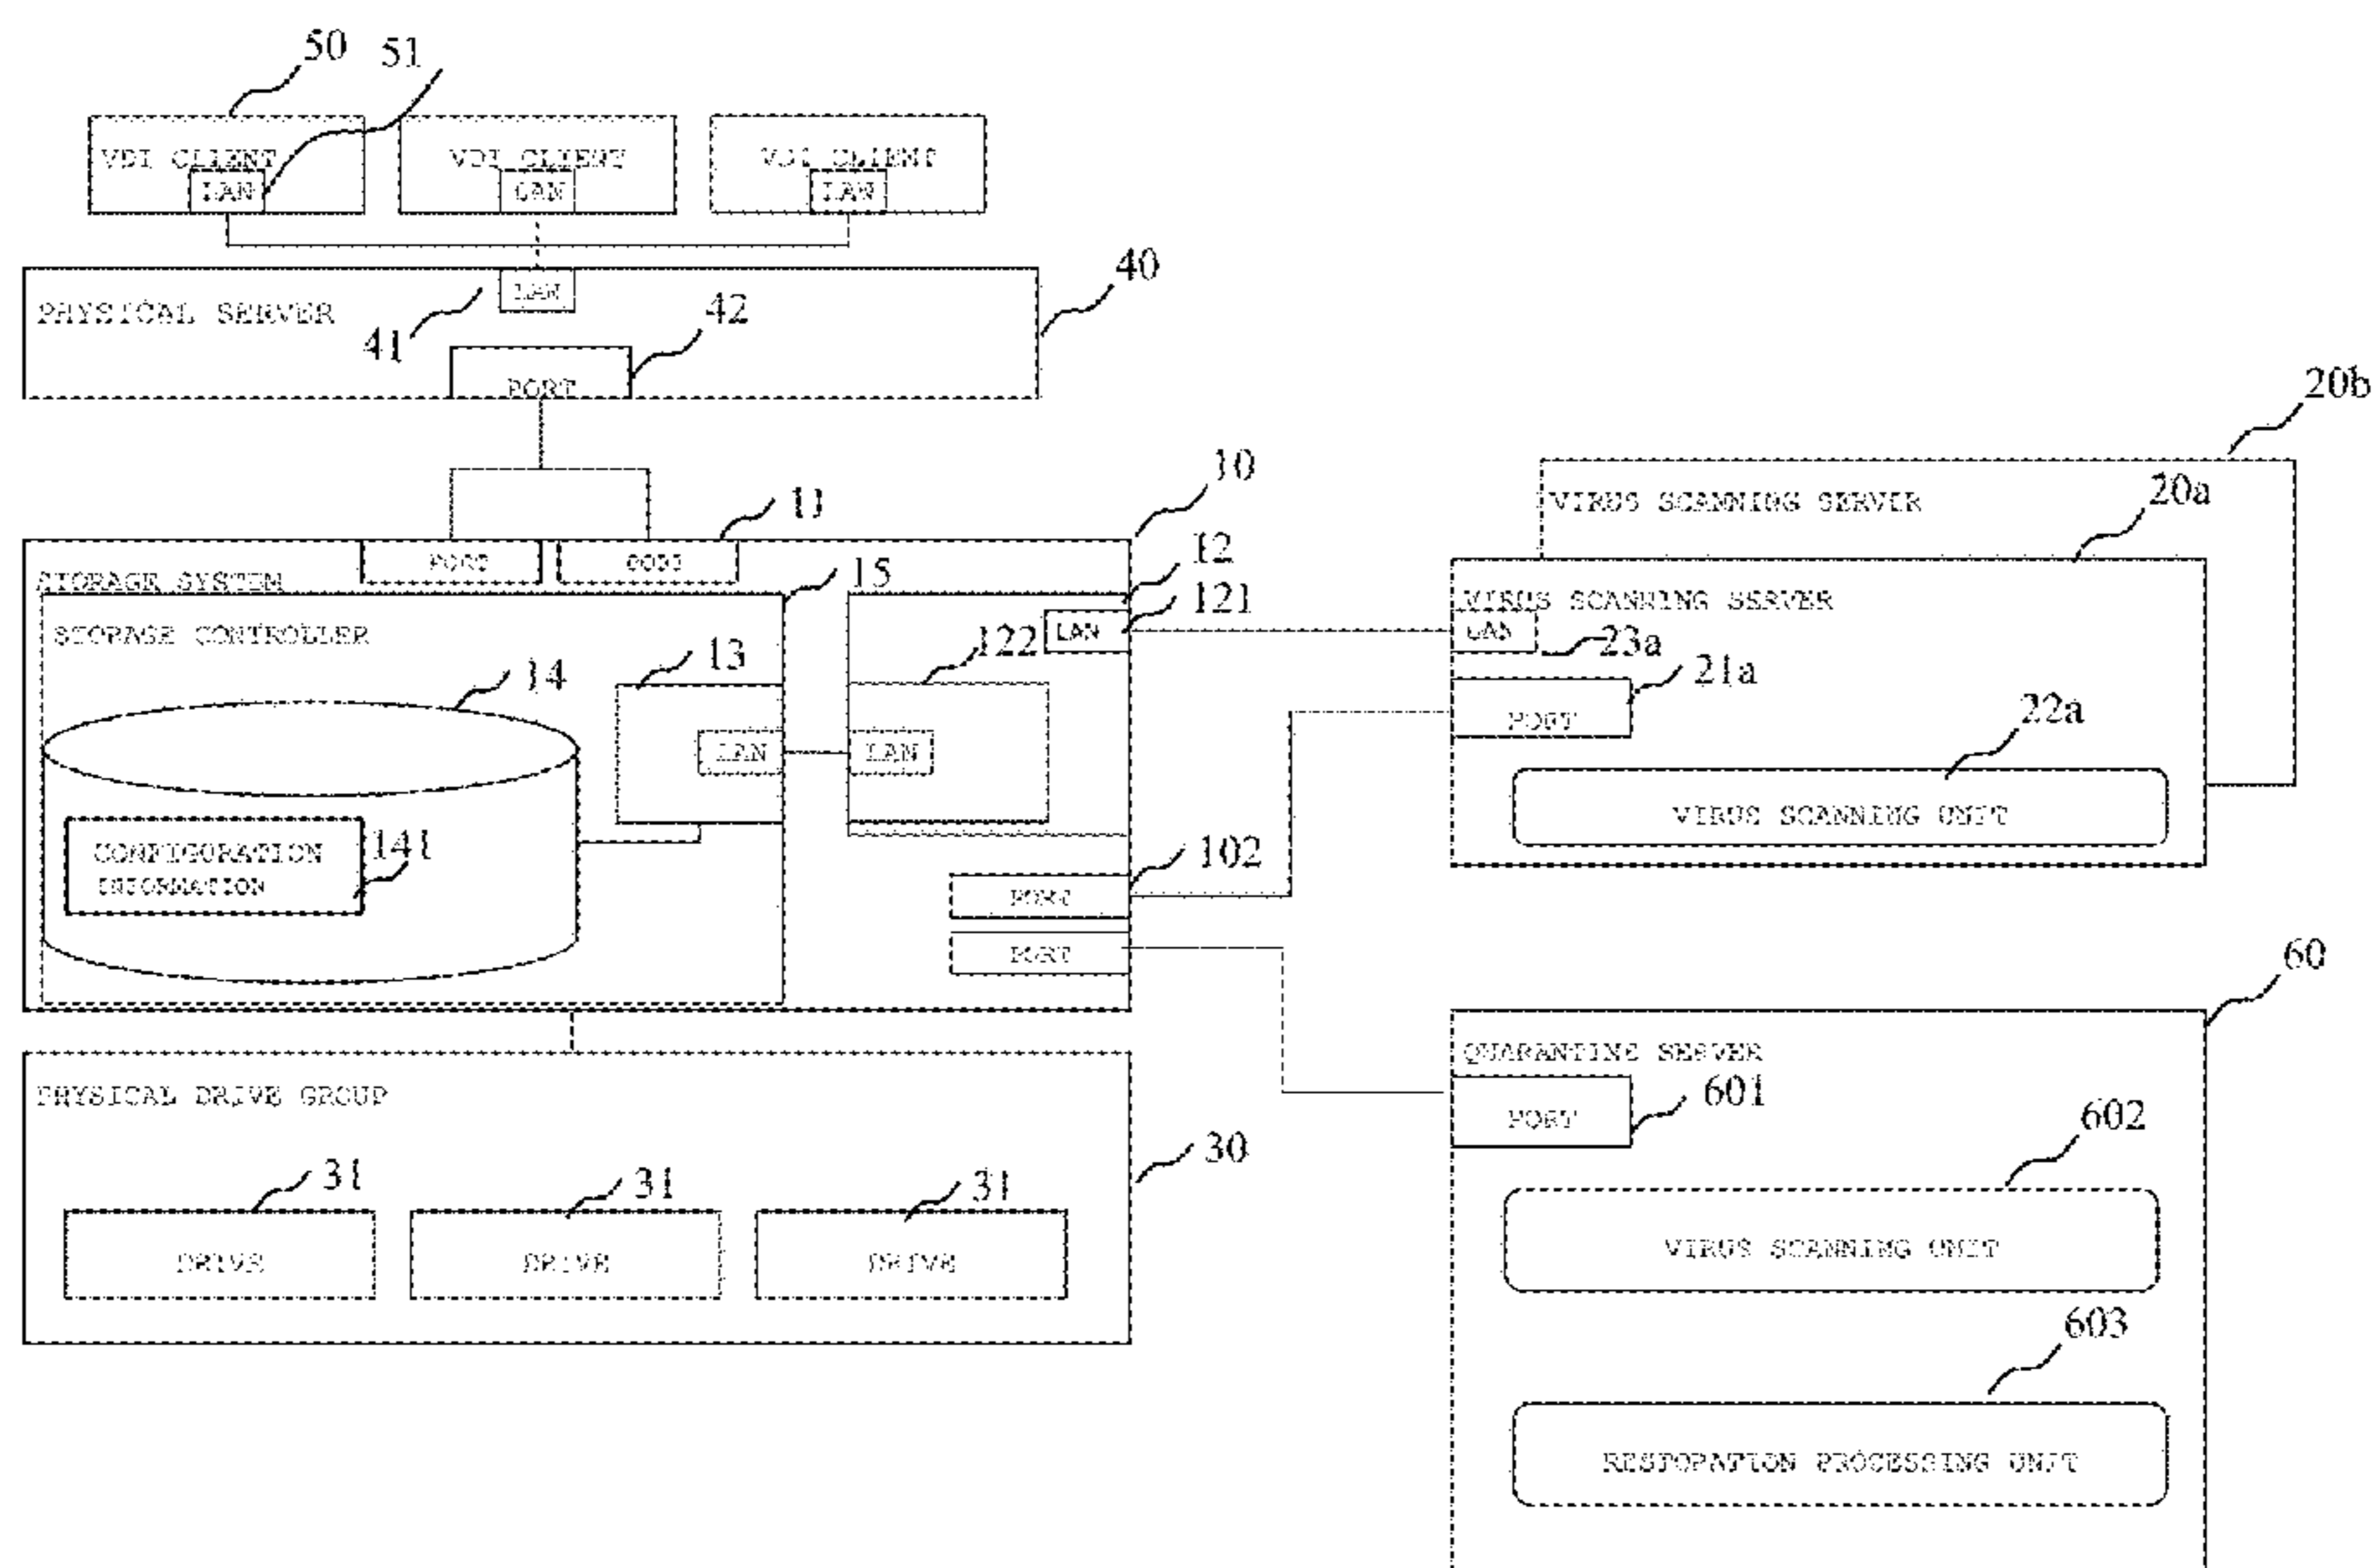 50
51
VDI CLIENT
VDI CLIENT
VDI CLIENT
LAN
LAN
LAN
40
LAN
PHYSICAL SERVER
41
42
PORT
20b
10
11
VIRUS SCANNING SERVER
20a
PORT
PORT
12
STORAGE SYSTEM
15
121
VIRUS SCANNING SERVER
STORAGE CONTROLLER
LAN
LAN
23a
122
13
21a
14
PORT
22a
LAN
LAN
VIRUS SCANNING UNIT
CONFIGURATION
INFORMATION
141
102
PORT
PORT
60
QUARANTINE SERVER
PHYSICAL DRIVE GROUP
601
PORT
602
30
31
31
31
VIRUS SCANNING UNIT
DRIVE
DRIVE
DRIVE
603
RESTORATION PROCESSING UNIT